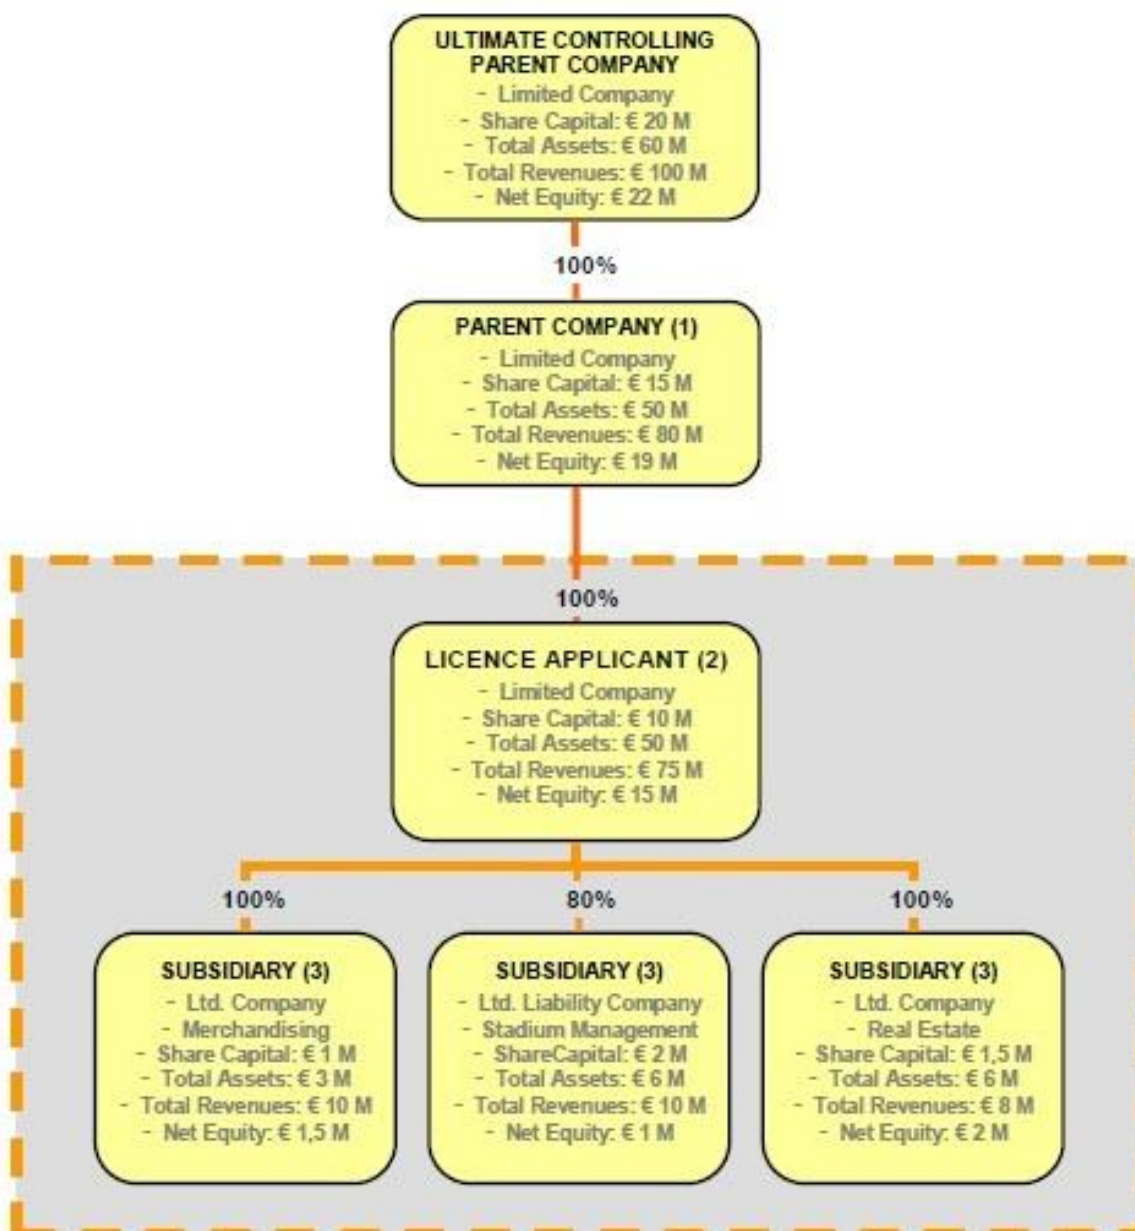 ULTIMATE CONTROLLING
PARENT COMPANY
- Limited Company
- Share Capital: € 20 M
- Total Assets: € 60 M
- Total Revenues: € 100 M
- Net Equity: € 22 M
100%
PARENT COMPANY (1)
- Limited Company
- Share Capital: € 15 M
- Total Assets: € 50 M
- Total Revenues: € 80 M
- Net Equity: € 19 M
100%
LICENCE APPLICANT (2)
- Limited Company
- Share Capital: € 10 M
- Total Assets: € 50 M
- Total Revenues: € 75 M
- Net Equity: € 15 M
100%
SUBSIDIARY (3)
- Ltd. Company
- Merchandising
- Share Capital: € 1 M
- Total Assets: € 3 M
- Total Revenues: € 10 M
- Net Equity: € 1,5 M
80%
SUBSIDIARY (3)
- Ltd. Liability Company
- Stadium Management
- ShareCapital: € 2 M
- Total Assets: € 6 M
- Total Revenues: € 10 M
- Net Equity: € 1 M
100%
SUBSIDIARY (3)
- Ltd. Company
- Real Estate
- Share Capital: € 1,5 M
- Total Assets: € 6 M
- Total Revenues: € 8 M
- Net Equity: € 2 M